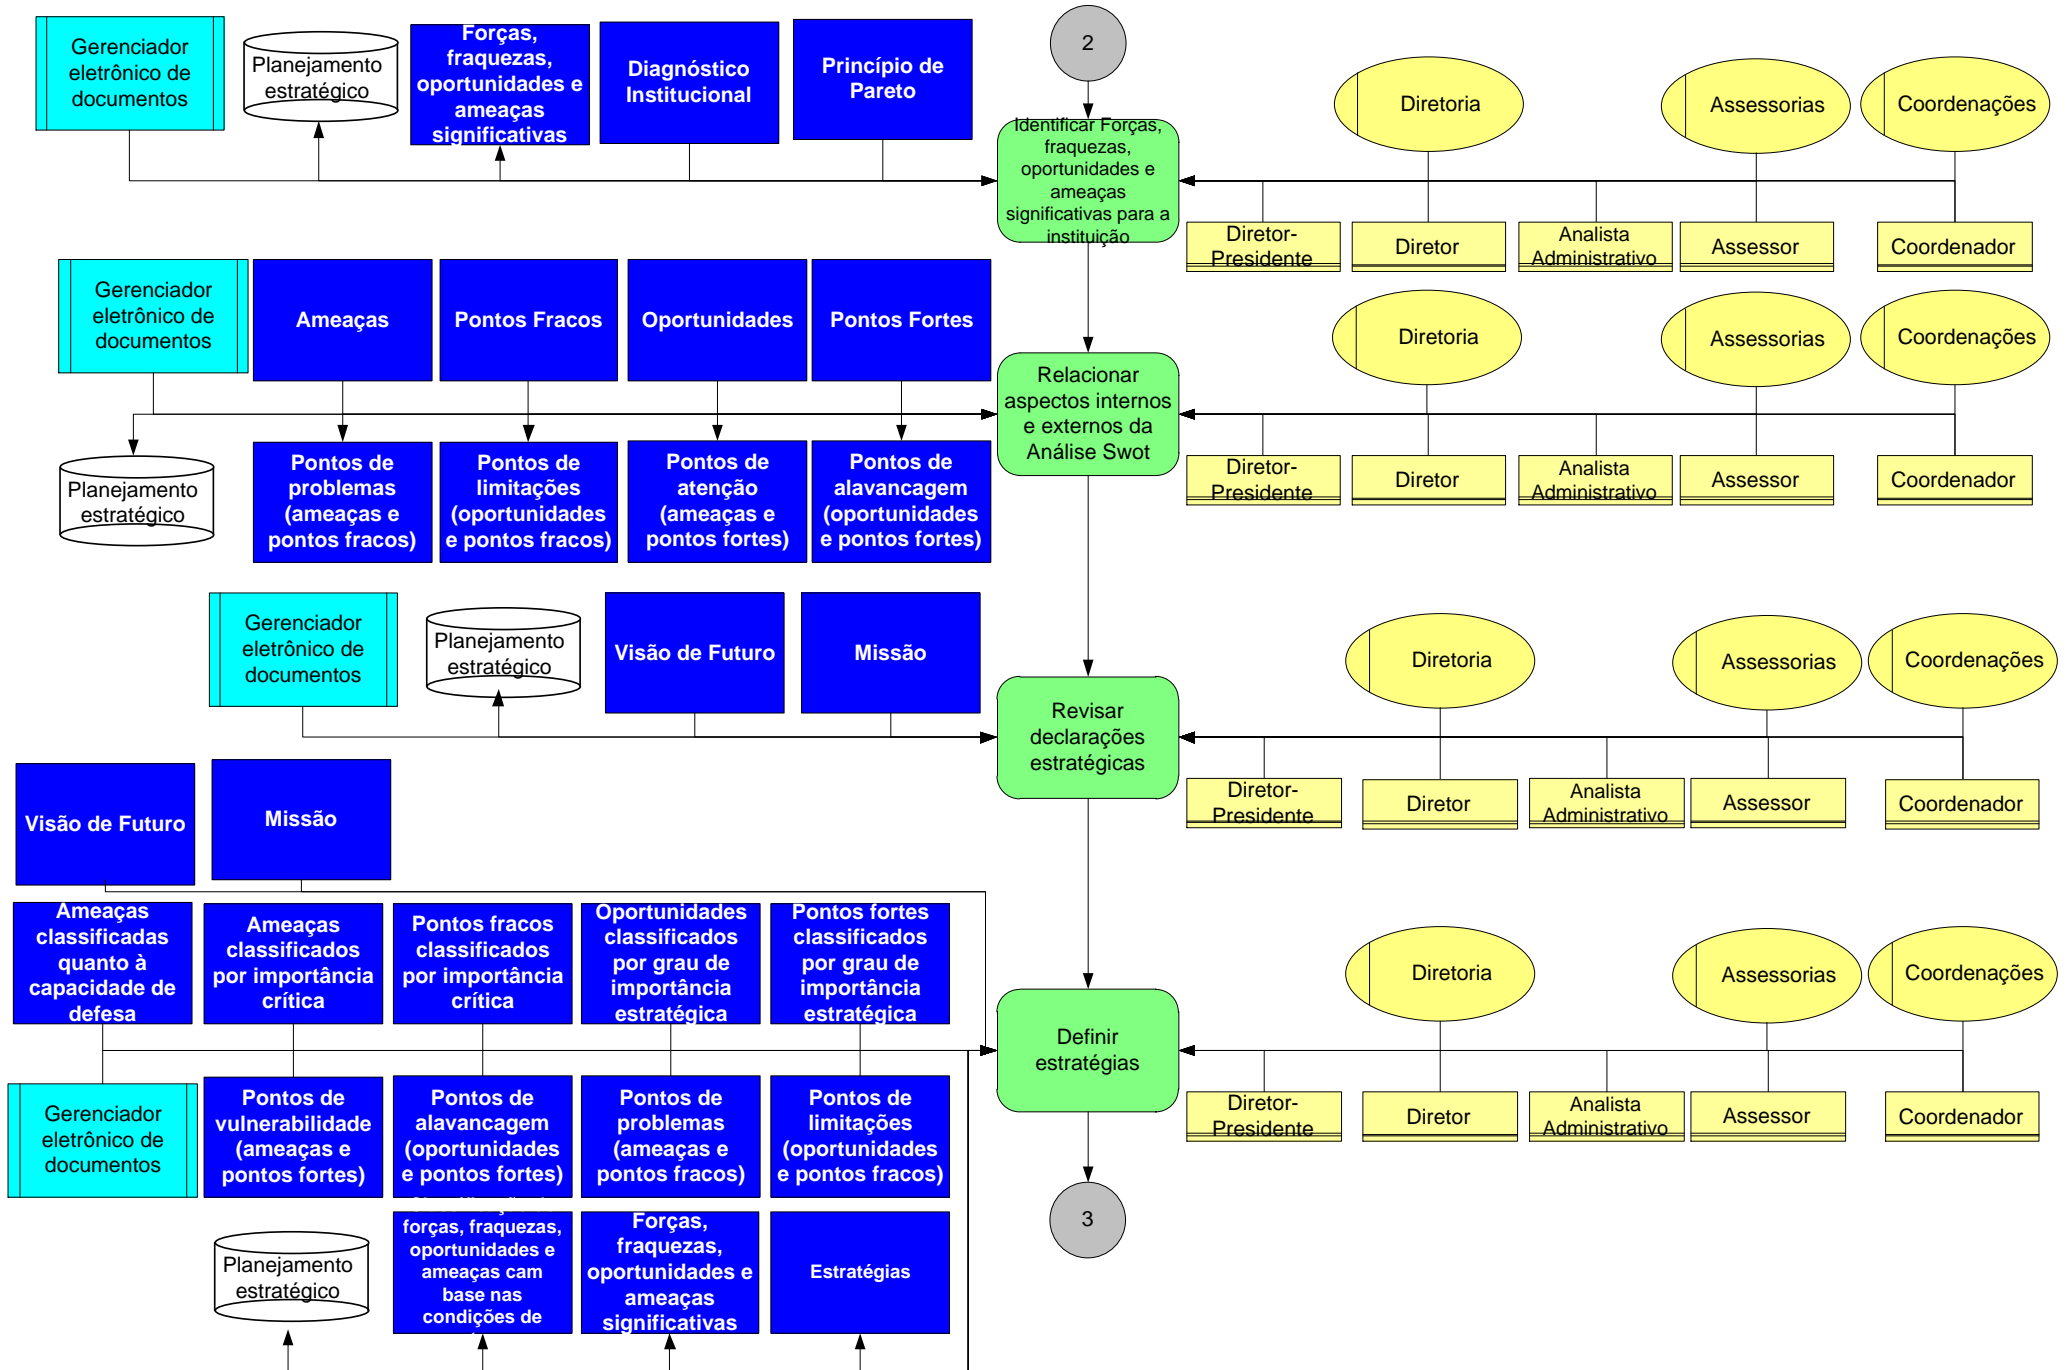 Gerenciador
eletrônico de
documentos
Planejamento
estratégico
Forças,
fraquezas,
oportunidades e
ameaças
significativas
Diagnóstico
Institucional
Princípio de
Pareto
2
Identificar Forças,
fraquezas,
oportunidades e
ameaças
significativas para a
instituição
Diretoria
Assessorias
Coordenações
Diretor-
Presidente
Diretor
Analista
Administrativo
Assessor
Coordenador
Gerenciador
eletrônico de
documentos
Ameaças
Pontos Fracos
Oportunidades
Pontos Fortes
Relacionar
aspectos internos
e externos da
Análise Swot
Diretoria
Assessorias
Coordenações
Planejamento
estratégico
Pontos de
problemas
(ameaças e
pontos fracos)
Pontos de
limitações
(oportunidades
e pontos fracos)
Pontos de
atenção
(ameaças e
pontos fortes)
Pontos de
alavancagem
(oportunidades
e pontos fortes)
Diretor-
Presidente
Diretor
Analista
Administrativo
Assessor
Coordenador
Gerenciador
eletrônico de
documentos
Planejamento
estratégico
Visão de Futuro
Missão
Revisar
declarações
estratégicas
Diretoria
Assessorias
Coordenações
Diretor-
Presidente
Diretor
Analista
Administrativo
Assessor
Coordenador
Visão de Futuro
Missão
Ameaças
classificadas
quanto à
capacidade de
defesa
Ameaças
classificados
por importância
crítica
Pontos fracos
classificados
por importância
crítica
Oportunidades
classificados
por grau de
importância
estratégica
Pontos fortes
classificados
por grau de
importância
estratégica
Definir
estratégias
Diretoria
Assessorias
Coordenações
Diretor-
Presidente
Diretor
Analista
Administrativo
Assessor
Coordenador
Gerenciador
eletrônico de
documentos
Pontos de
vulnerabilidade
(ameaças e
pontos fortes)
Pontos de
alavancagem
(oportunidades
e pontos fortes)
Pontos de
problemas
(ameaças e
pontos fracos)
Pontos de
limitações
(oportunidades
e pontos fracos)
3
Planejamento
estratégico
forças, fraquezas,
oportunidades e
ameaças cam
base nas
condições de
Forças,
fraquezas,
oportunidades e
ameaças
significativas
Estratégias